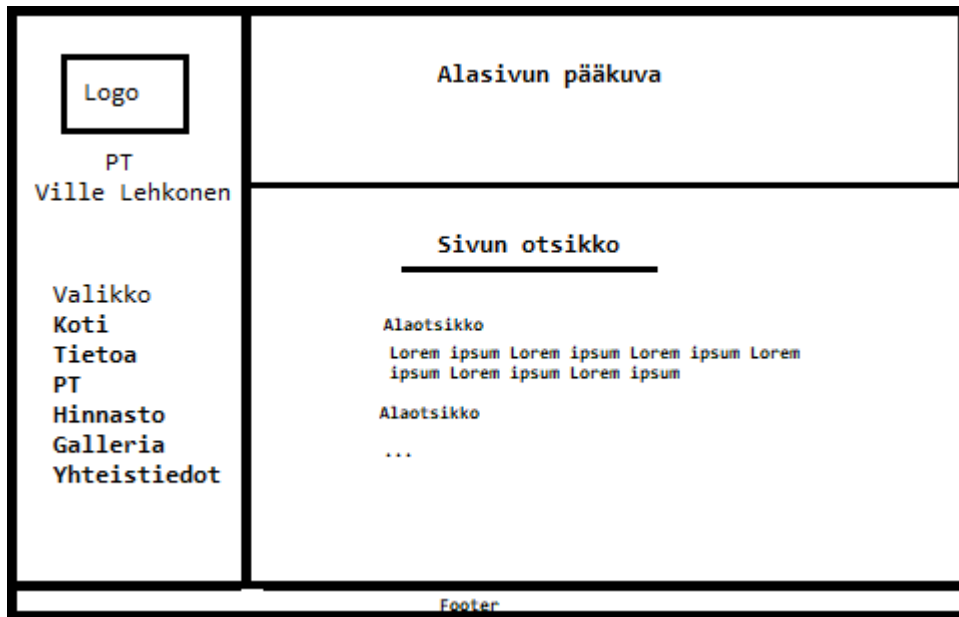 Logo
PT
Ville Lehkonen
Valikko
Koti
Tietoa
PT
Hinnasto
Galleria
Yhteistiedot
Alasivun pääkuva
Sivun otsikko
Alaotsikko
Lorem ipsum Lorem ipsum Lorem ipsum Lorem
ipsum Lorem ipsum Lorem ipsum
Alaotsikko
...
Footer